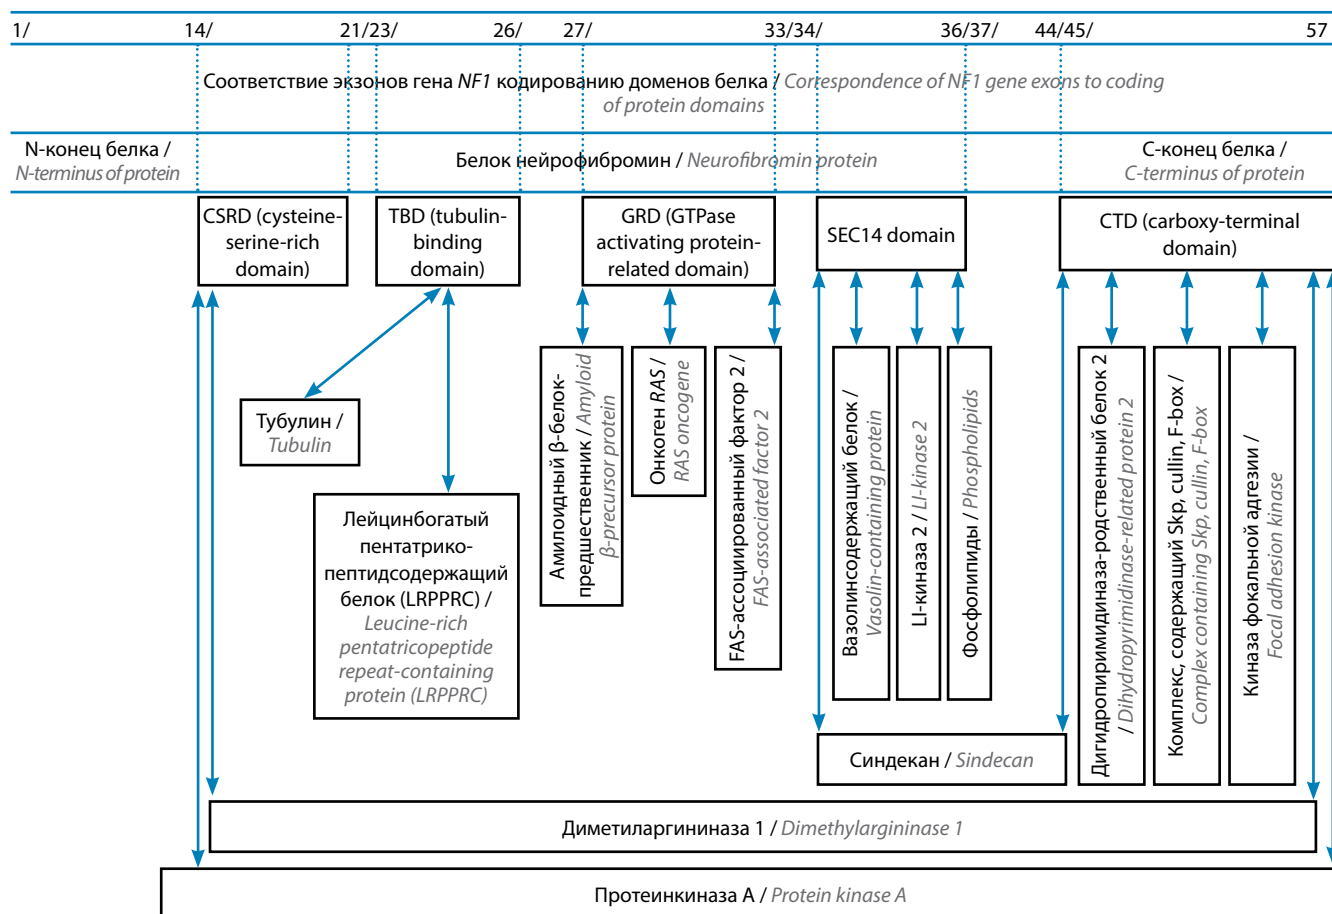 1/ 14/ 21/23/ 26/ 27/ 33/34/ 36/37/ 44/45/ 57
Соответствие экзонов гена NF1 кодированию доменов белка / Correspondence of NF1 gene exons to coding
of protein domains
N-конец белка /
N-terminus of protein
Белок нейрофибромин / Neurofibromin protein
С-конец белка /
C-terminus of protein
CSRD (cysteine-
serine-rich
domain)
TBD (tubulin-
binding
domain)
GRD (GTPase
activating protein-
related domain)
SEC14 domain
CTD (carboxy-terminal
domain)
Тубулин /
Tubulin
Лейцинбогатый
пентатрико-
пептидсодержащий
белок (LRPPRC) /
Leucine-rich
pentatricopeptide
repeat-containing
protein (LRPPRC)
Амилоидный β-белок-
предшественник / Amyloid
β-precursor protein
Онкоген RAS /
RAS oncogene
FAS-ассоциированный фактор 2 /
FAS-associated factor 2
Вазолинсодержащий белок /
Vasolin-containing protein
LI-киназа 2 / LI-kinase 2
Фосфолипиды / Phospholipids
Дигидропиримидиназа-родственный белок 2
/ Dihydropyrimidinase-related protein 2
Комплекс, содержащий Skp, cullin, F-box /
Complex containing Skp, cullin, F-box
Киназа фокальной адгезии /
Focal adhesion kinase
Синдекан / Sindecan
Диметиларгининаза 1 / Dimethylargininase 1
Протеинкиназа А / Protein kinase A